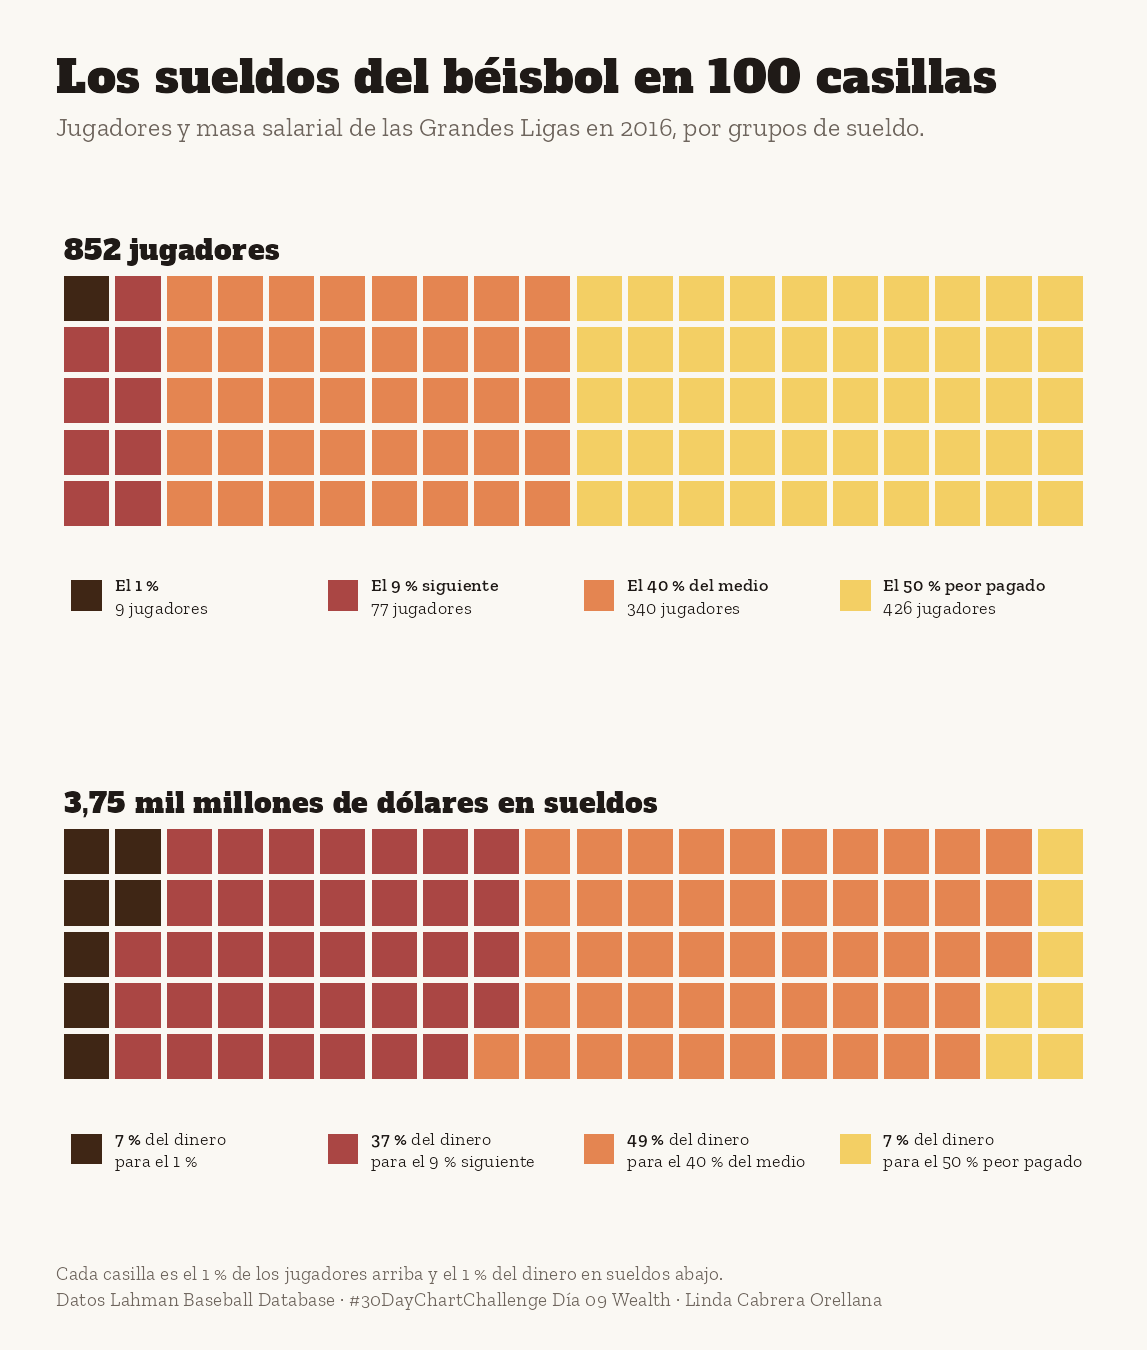 Los sueldos del béisbol en 100 casillas
Jugadores y masa salarial de las Grandes Ligas en 2016, por grupos de sueldo.
852 jugadores
El 1 %
9 jugadores
El 9 % siguiente
77 jugadores
El 40 % del medio
340 jugadores
El 50 % peor pagado
426 jugadores
3,75 mil millones de dólares en sueldos
7 % del dinero
para el 1 %
37 % del dinero
para el 9 % siguiente
49 % del dinero
para el 40 % del medio
7 % del dinero
para el 50 % peor pagado
Cada casilla es el 1 % de los jugadores arriba y el 1 % del dinero en sueldos abajo.
Datos Lahman Baseball Database · #30DayChartChallenge Día 09 Wealth · Linda Cabrera Orellana